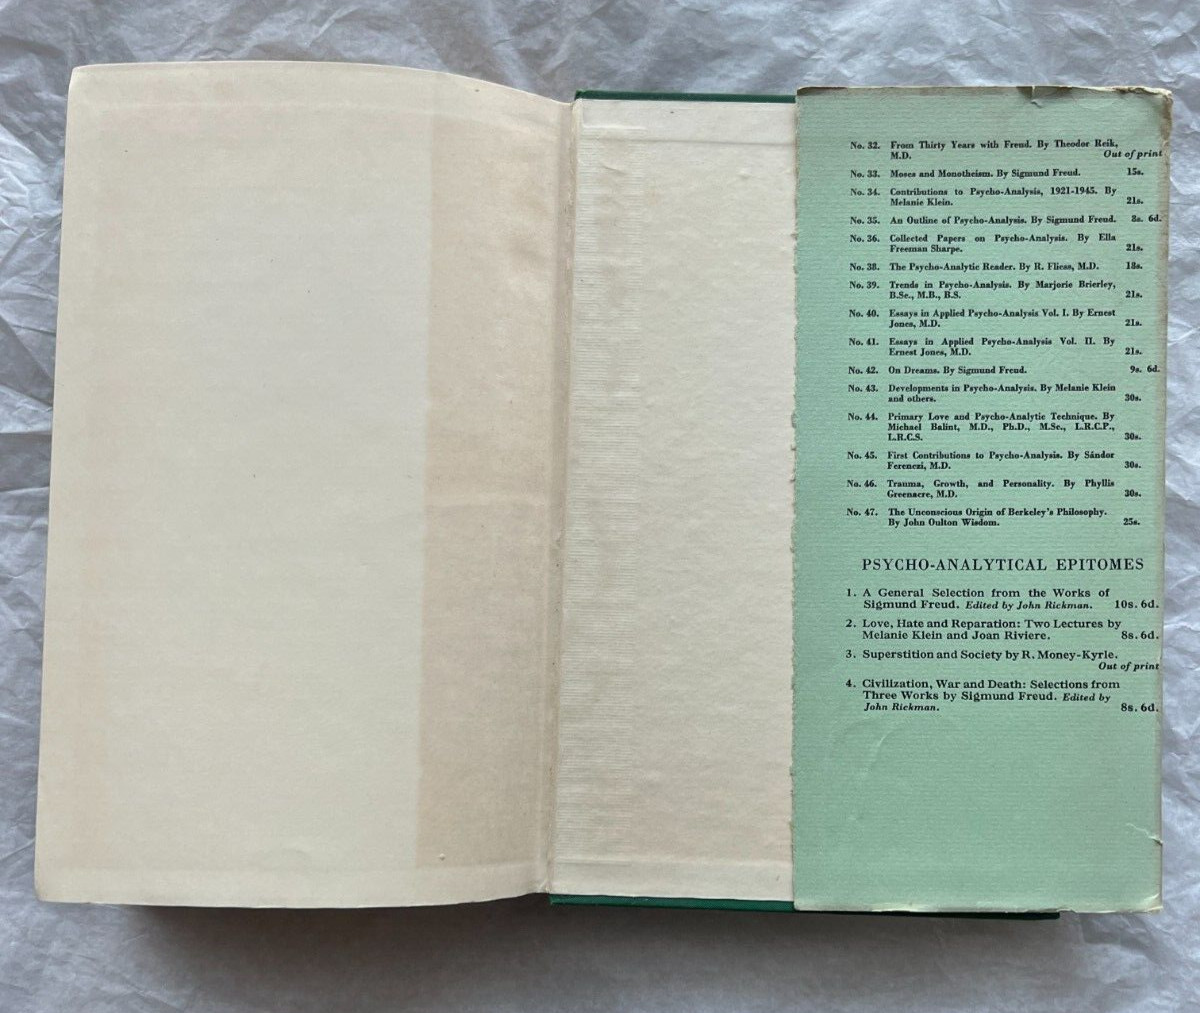 No. 32. From Thirty Years with Freud. By Theodor Reik,
M.D. Out of print
No. 33. Moses and Monotheism. By Sigmund Freud. 15s.
No. 34. Contributions to Psycho-Analysis, 1921-1945. By
Melanie Klein. 21s.
No. 35. An Outline of Psycho-Analysis. By Sigmund Freud. 8s. 6d.
No. 36. Collected Papers on Psycho-Analysis. By Ella
Freeman Sharpe. 21s.
No. 38. The Psycho-Analytic Reader. By R. Fliess, M.D. 18s.
No. 39. Trends in Psycho-Analysis. By Marjorie Brierley,
B.Sc., M.B., B.S. 21s.
No. 40. Essays in Applied Psycho-Analysis Vol. I. By Ernest
Jones, M.D. 21s.
No. 41. Essays in Applied Psycho-Analysis Vol. II. By
Ernest Jones, M.D. 21s.
No. 42. On Dreams. By Sigmund Freud. 9s. 6d.
No. 43. Developments in Psycho-Analysis. By Melanie Klein
and others. 30s.
No. 44. Primary Love and Psycho-Analytic Technique. By
Michael Balint, M.D., Ph.D., M.Sc., L.R.C.P.,
L.R.C.S. 30s.
No. 45. First Contributions to Psycho-Analysis. By Sándor
Ferenczi, M.D. 30s.
No. 46. Trauma, Growth, and Personality. By Phyllis
Greenacre, M.D. 30s.
No. 47. The Unconscious Origin of Berkeley's Philosophy.
By John Oulton Wisdom. 25s.
PSYCHO-ANALYTICAL EPITOMES
1. A General Selection from the Works of
Sigmund Freud. Edited by John Rickman. 10s. 6d.
2. Love, Hate and Reparation: Two Lectures by
Melanie Klein and Joan Riviere. 8s. 6d.
3. Superstition and Society by R. Money-Kyrle.
Out of print
4. Civilization, War and Death: Selections from
Three Works by Sigmund Freud. Edited by
John Rickman. 8s. 6d.